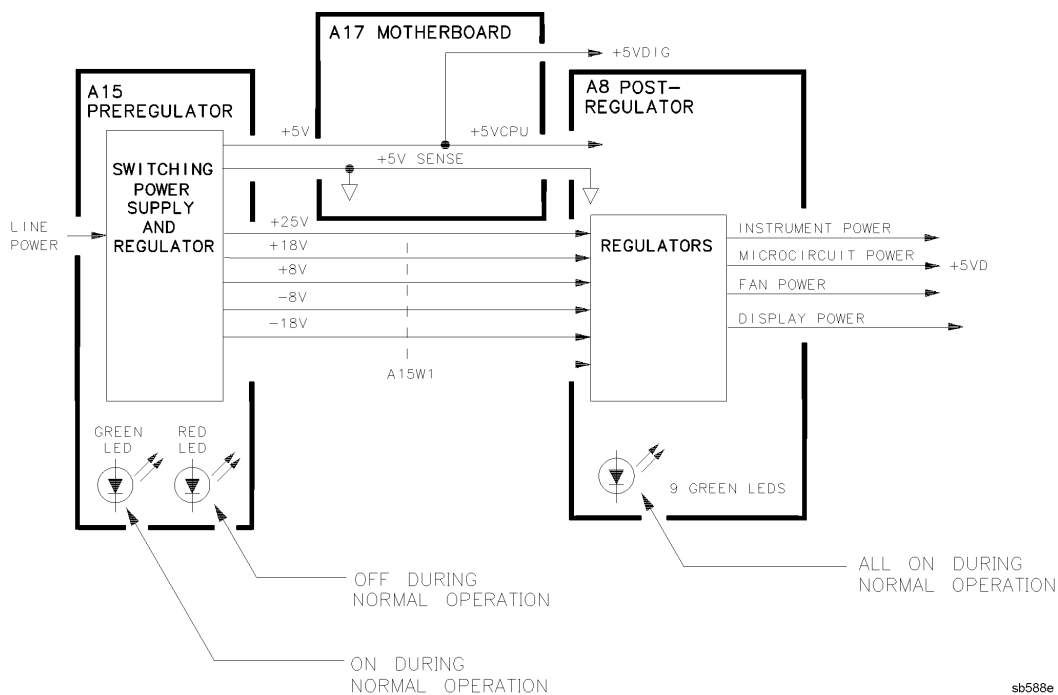 A17 MOTHERBOARD
+5VDIG
A15
PREREGULATOR
A8 POST-
REGULATOR
+5V
+5VCPU
+5V SENSE
SWITCHING
POWER
SUPPLY
AND
REGULATOR
LINE
POWER
+25V
+18V
+8V
-8V
-18V
A15W1
REGULATORS
INSTRUMENT POWER
MICROCIRCUIT POWER
+5VD
FAN POWER
DISPLAY POWER
GREEN
LED
RED
LED
9 GREEN LEDS
OFF DURING
NORMAL OPERATION
ALL ON DURING
NORMAL OPERATION
ON DURING
NORMAL OPERATION
sb588e